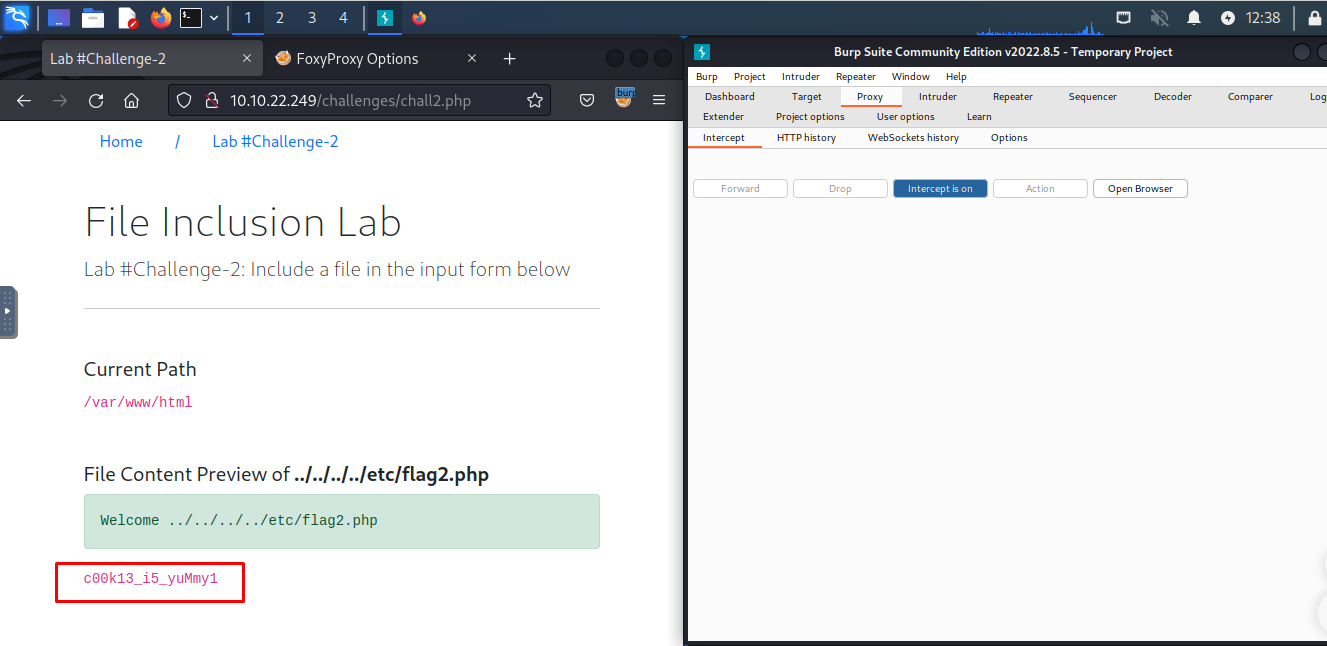 1 2 3 4 12:38
Lab #Challenge-2 × FoxyProxy Options × +
10.10.22.249/challenges/chall2.php burp
Home / Lab #Challenge-2
File Inclusion Lab
Lab #Challenge-2: Include a file in the input form below
Current Path
/var/www/html
File Content Preview of ../../../../etc/flag2.php
Welcome ../../../../etc/flag2.php
c00k13_i5_yuMmy1
Burp Suite Community Edition v2022.8.5 - Temporary Project
Burp Project Intruder Repeater Window Help
Dashboard Target Proxy Intruder Repeater Sequencer Decoder Comparer Log
Extender Project options User options Learn
Intercept HTTP history WebSockets history Options
Forward Drop Intercept is on Action Open Browser